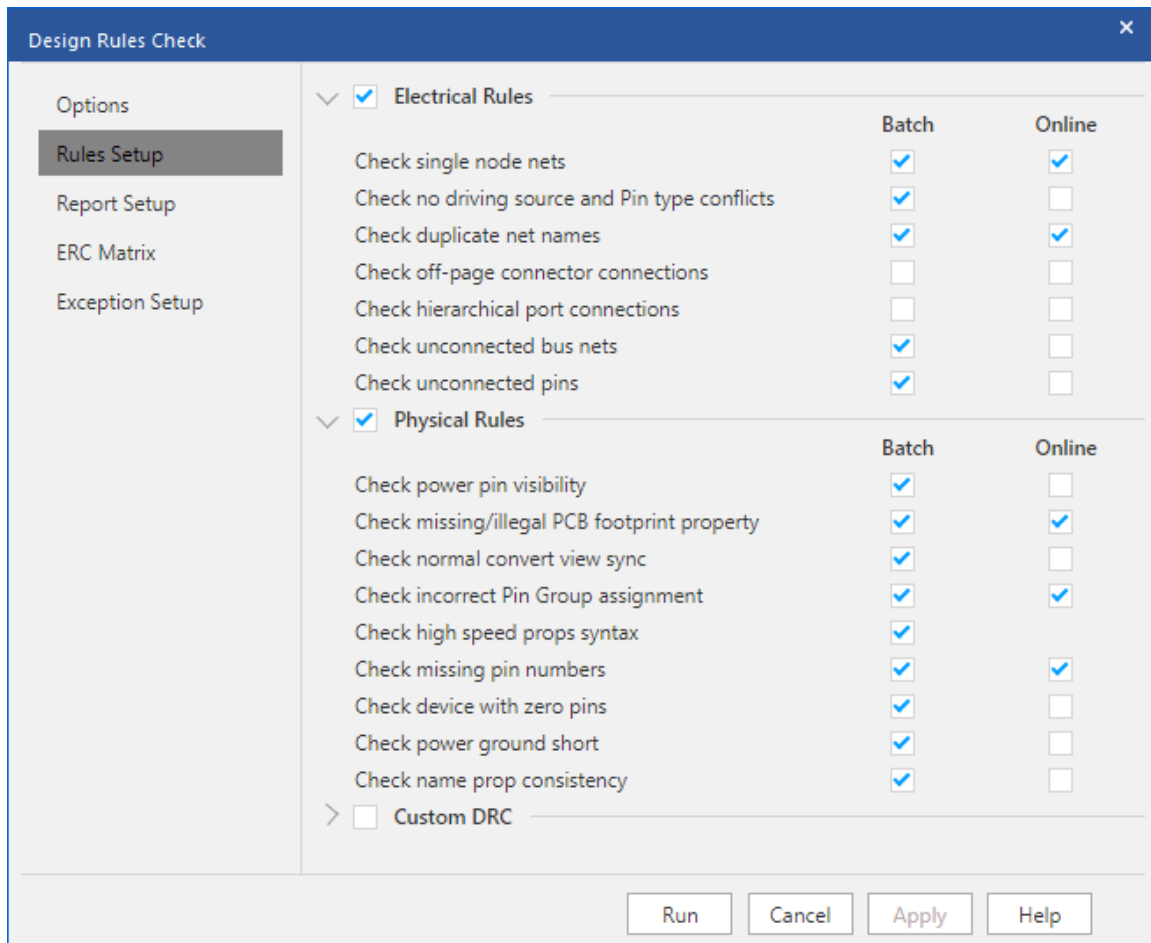 Design Rules Check
Options
Rules Setup
Report Setup
ERC Matrix
Exception Setup
Electrical Rules
Batch Online
Check single node nets
Check no driving source and Pin type conflicts
Check duplicate net names
Check off-page connector connections
Check hierarchical port connections
Check unconnected bus nets
Check unconnected pins
Physical Rules
Batch Online
Check power pin visibility
Check missing/illegal PCB footprint property
Check normal convert view sync
Check incorrect Pin Group assignment
Check high speed props syntax
Check missing pin numbers
Check device with zero pins
Check power ground short
Check name prop consistency
Custom DRC
Run Cancel Apply Help